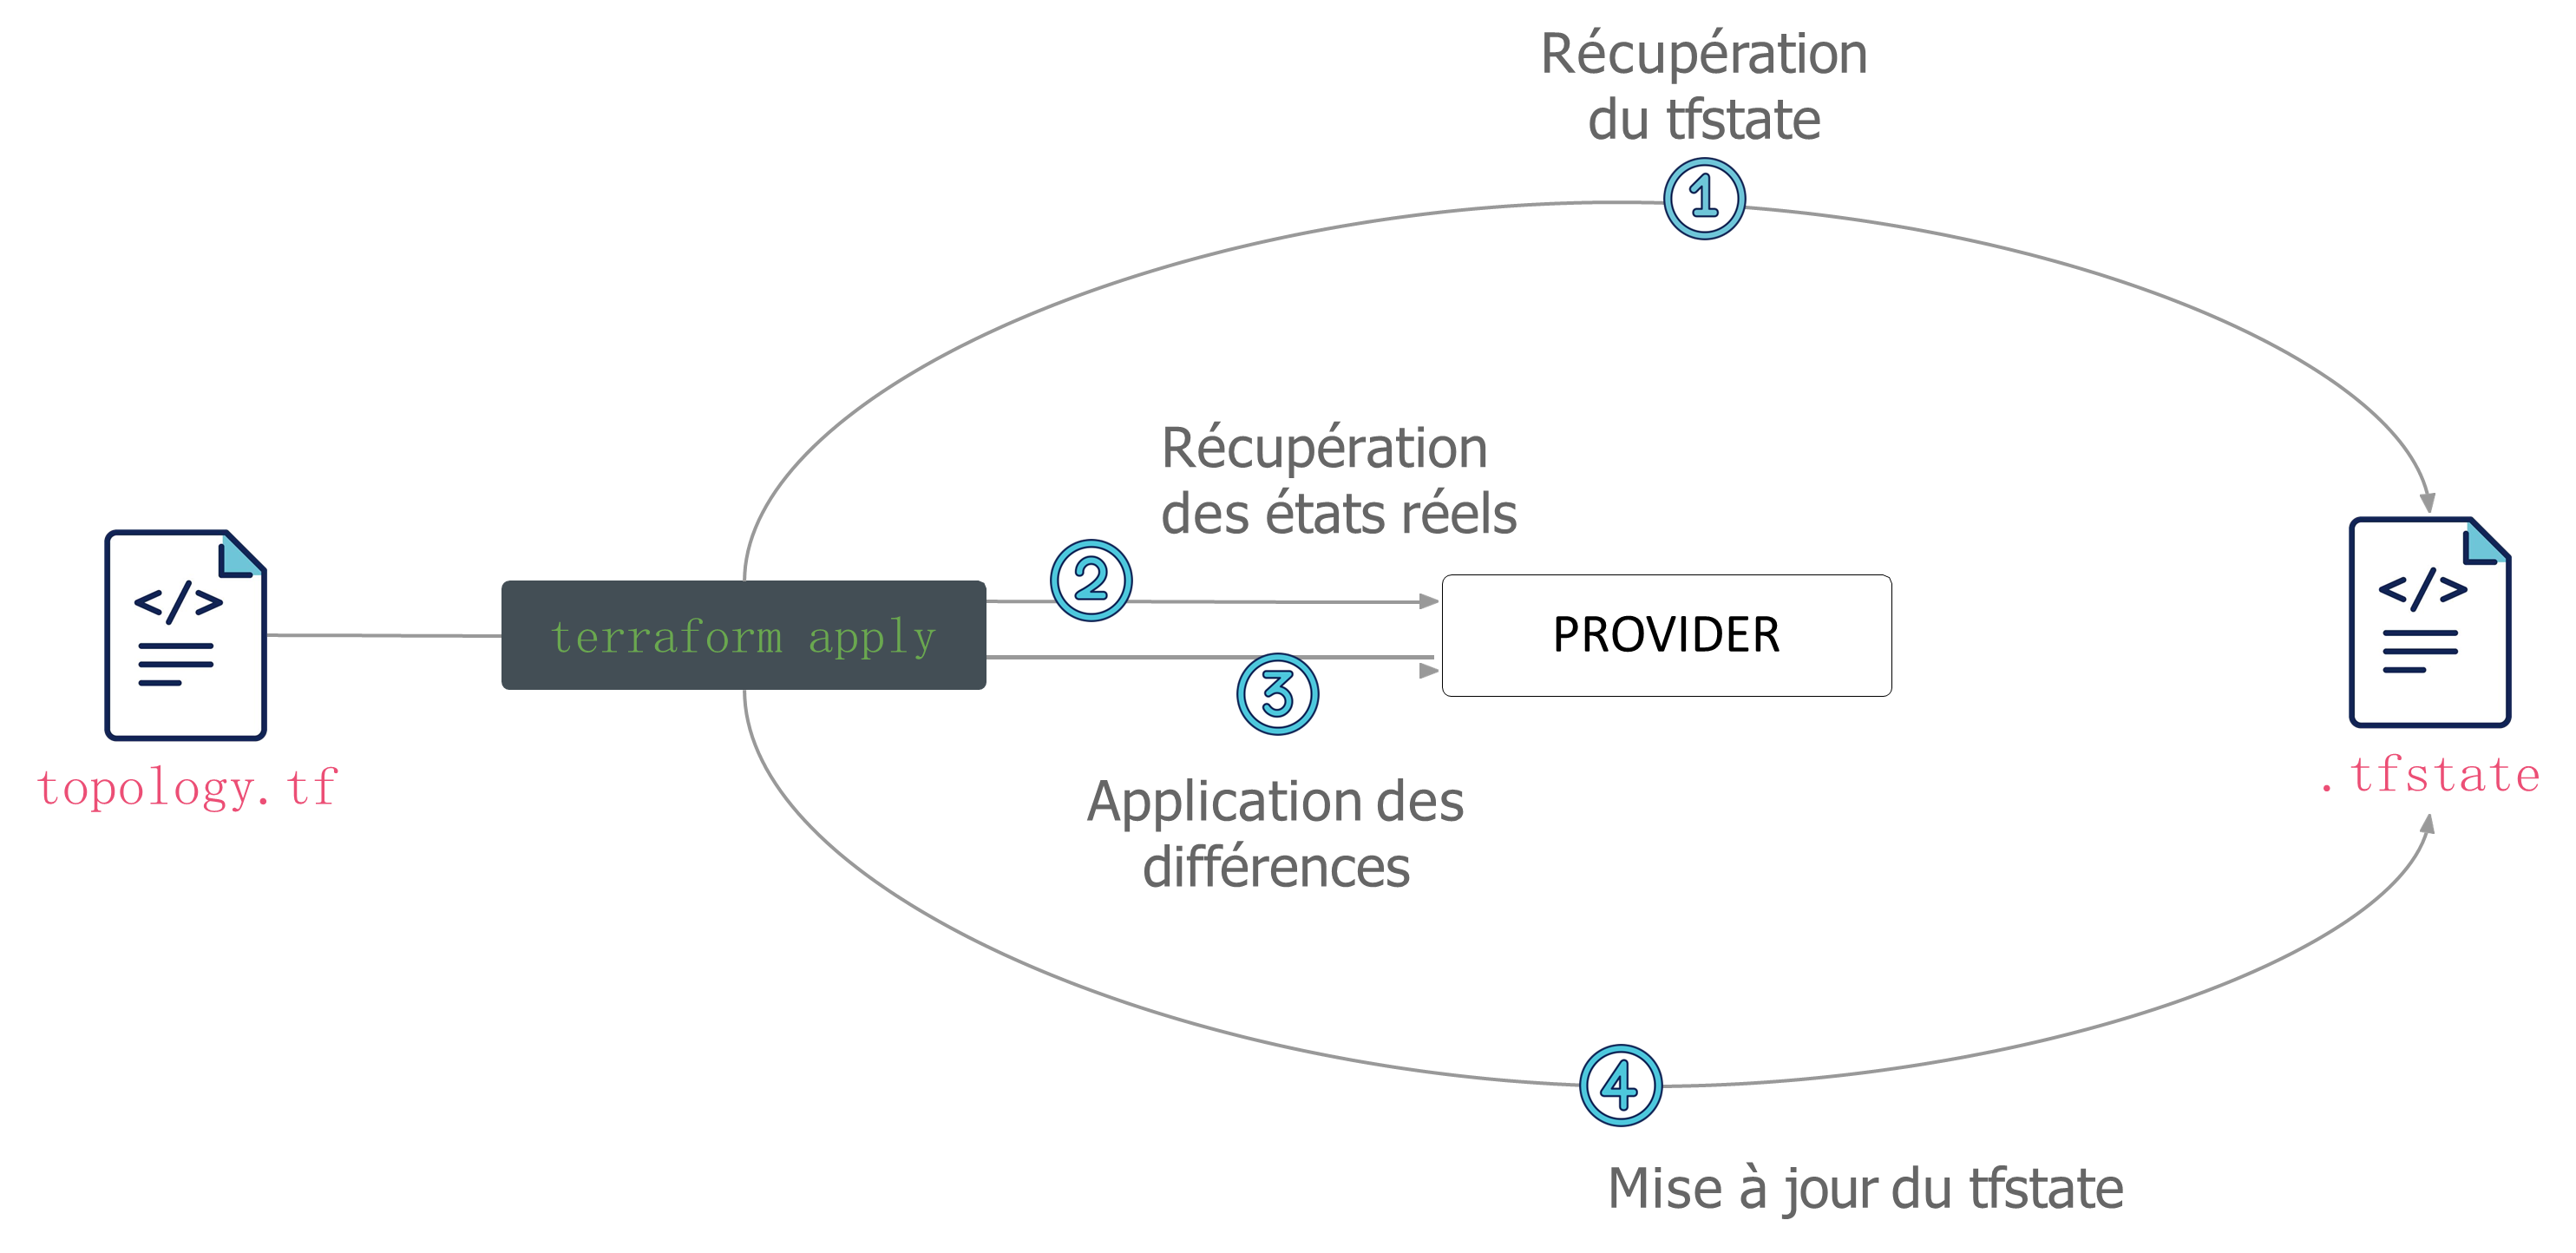 Récupération
du tfstate
1
Récupération
des états réels
2
terraform apply
PROVIDER
3
topology.tf
.tfstate
Application des
différences
4
Mise à jour du tfstate